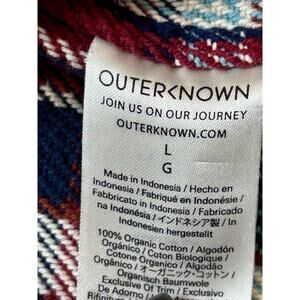 OUTERKNOWN
JOIN US ON OUR JOURNEY
OUTERKNOWN.COM
L
G
Made in Indonesia / Hecho en
Indonesia / Fabriqué en Indonésie /
Fabbricato in Indonesia / Fabricado
na Indonésia / インドネシア製 / In
Indonesien hergestellt
100% Organic Cotton / Algodón
Orgánico / Coton Biologique /
Cotone Organico / Algodão
Orgânico / オーガニック・コットン /
Organisch Baumwolle
Exclusive Of Trim / Excluyendo
De Adorno /
Rifinitura